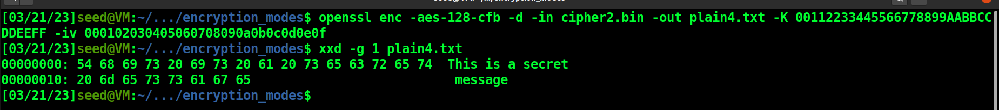 [03/21/23]seed@VM:~/.../encryption_modes$ openssl enc -aes-128-cfb -d -in cipher2.bin -out plain4.txt -K 00112233445566778899AABBCC
DDEEFF -iv 000102030405060708090a0b0c0d0e0f
[03/21/23]seed@VM:~/.../encryption_modes$ xxd -g 1 plain4.txt
00000000: 54 68 69 73 20 69 73 20 61 20 73 65 63 72 65 74  This is a secret
00000010: 20 6d 65 73 73 61 67 65                           message
[03/21/23]seed@VM:~/.../encryption_modes$